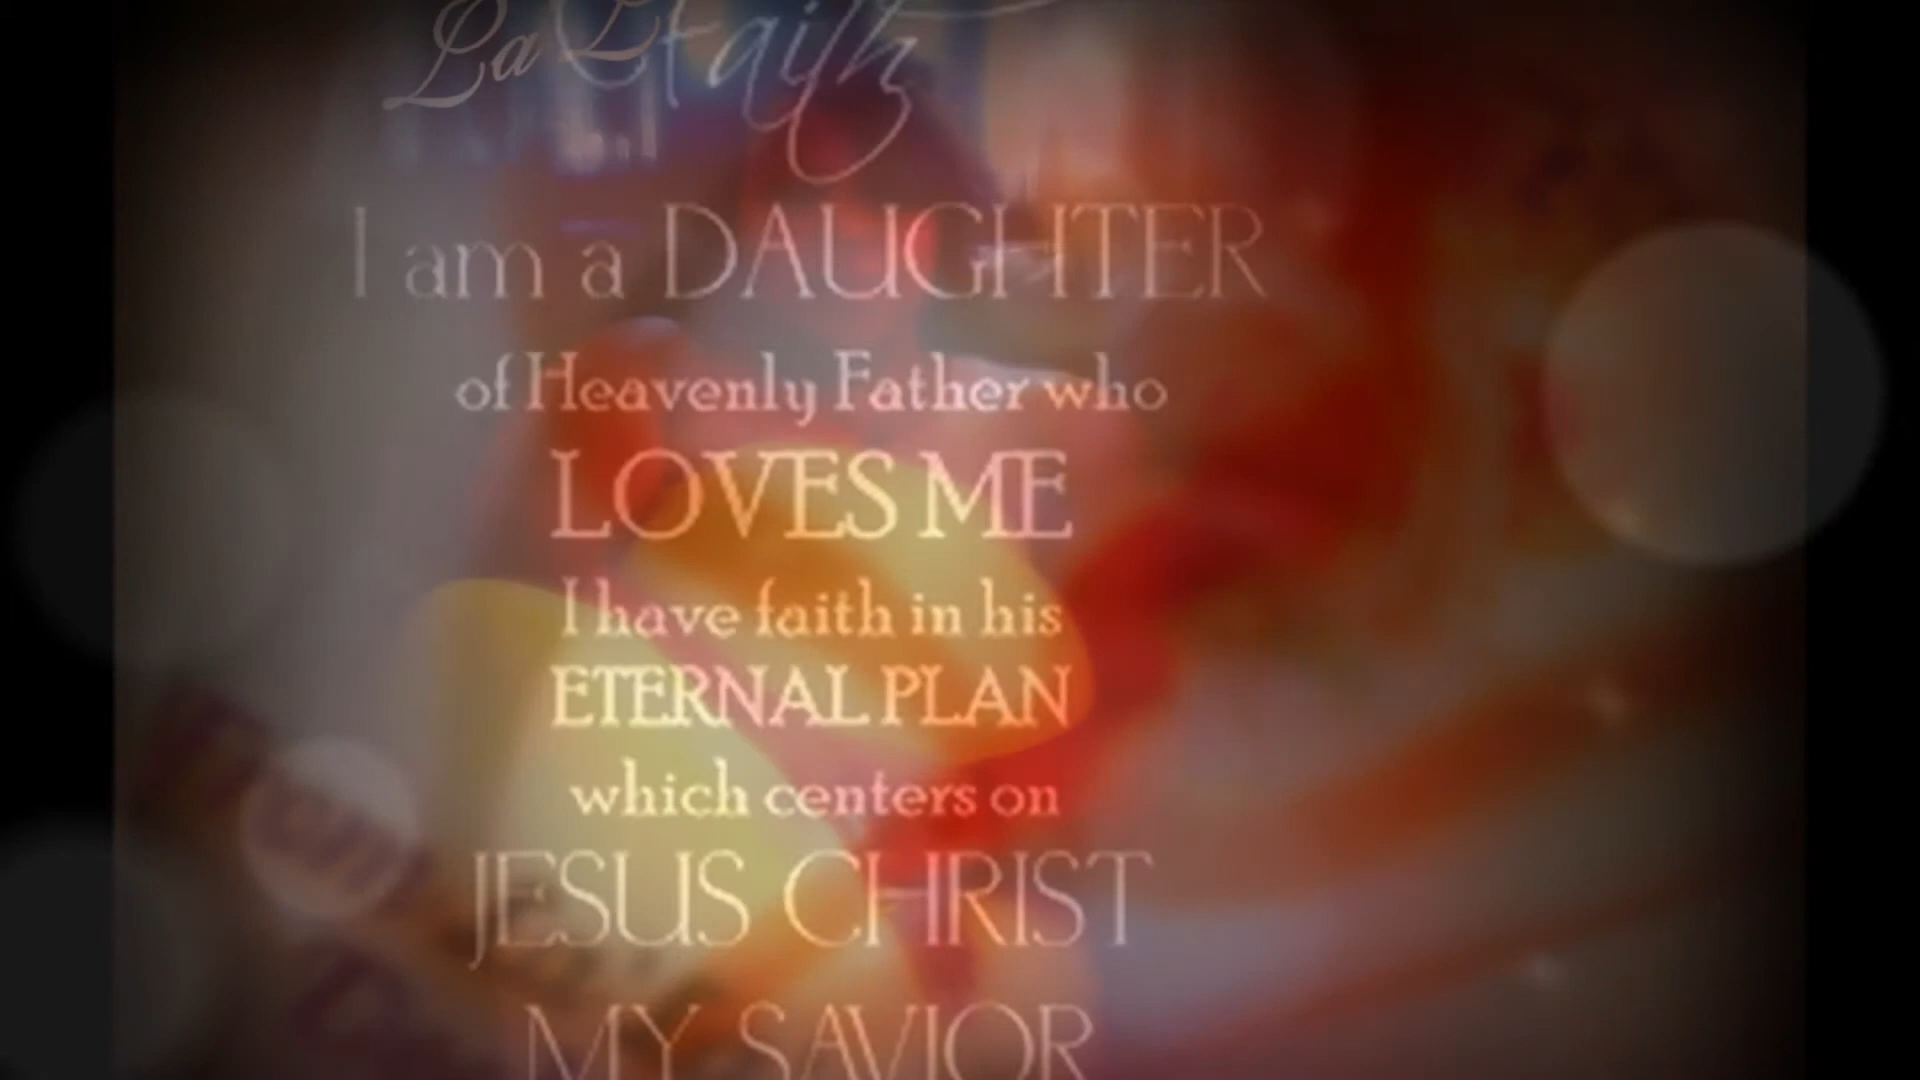 La
Faith
I am a DAUGHTER
of Heavenly Father who
LOVES ME
I have faith in his
ETERNAL PLAN
which centers on
JESUS CHRIST
MY SAVIOR